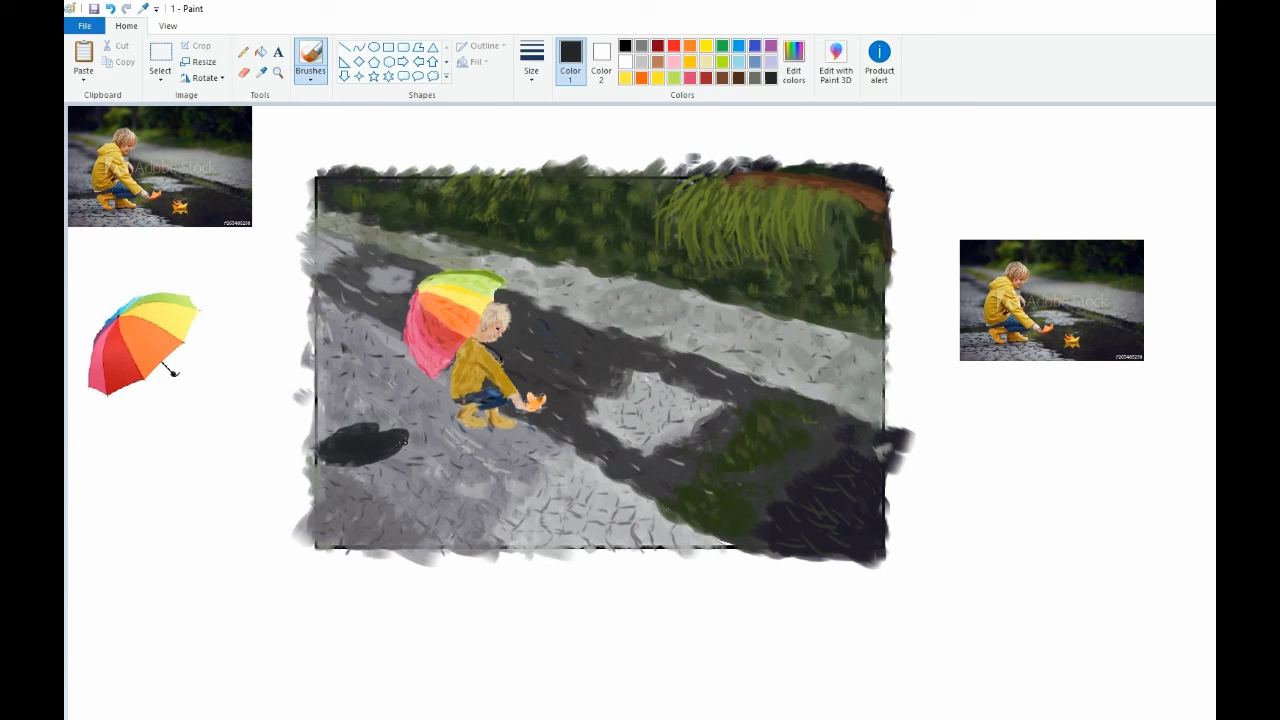 1 - Paint
File Home View
Paste
Cut
Copy
Clipboard
Select
Crop
Resize
Rotate
Image
Tools
Brushes
Shapes
Outline
Fill
Size
Color 1
Color 2
Colors
Edit colors
Edit with Paint 3D
Product alert
Adobe Stock
Adobe Stock